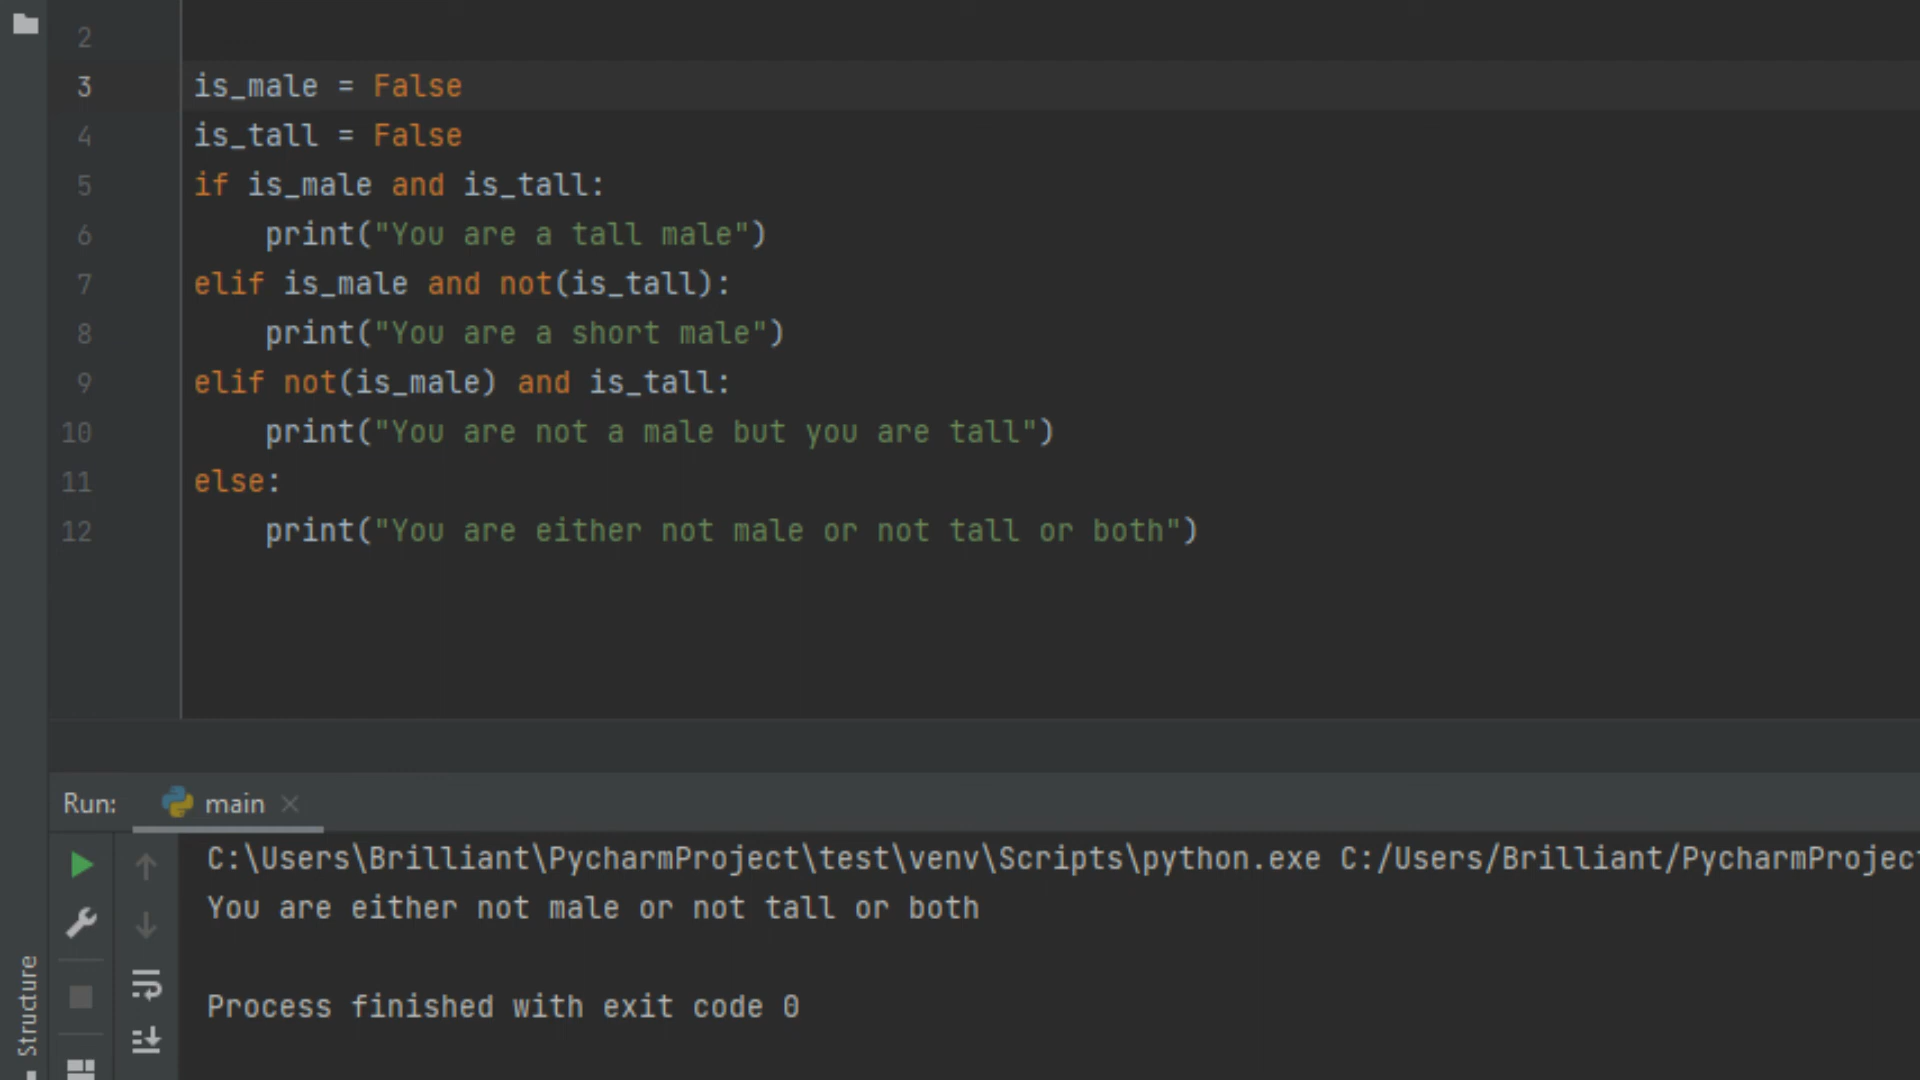 2
3 is_male = False
4 is_tall = False
5 if is_male and is_tall:
6 print("You are a tall male")
7 elif is_male and not(is_tall):
8 print("You are a short male")
9 elif not(is_male) and is_tall:
10 print("You are not a male but you are tall")
11 else:
12 print("You are either not male or not tall or both")
Run: main
C:\Users\Brilliant\PycharmProject\test\venv\Scripts\python.exe C:/Users/Brilliant/PycharmProject
You are either not male or not tall or both
Process finished with exit code 0
Structure